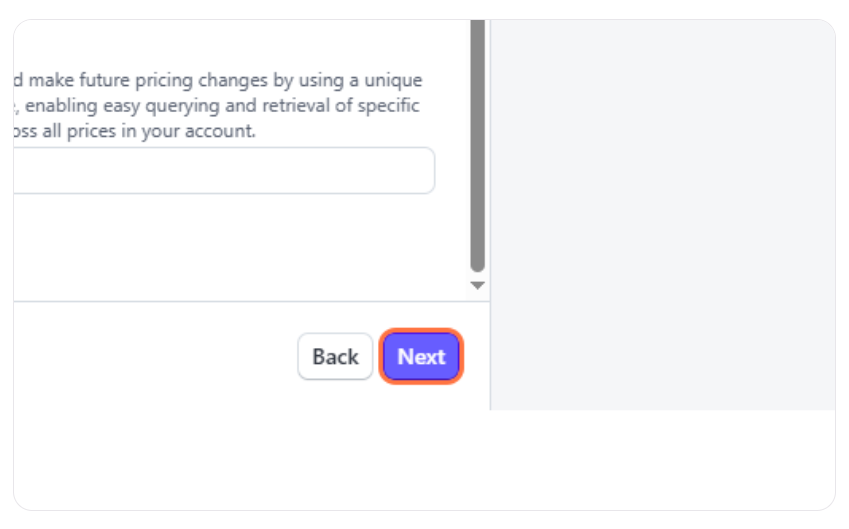 d make future pricing changes by using a unique
, enabling easy querying and retrieval of specific
oss all prices in your account.
Back Next